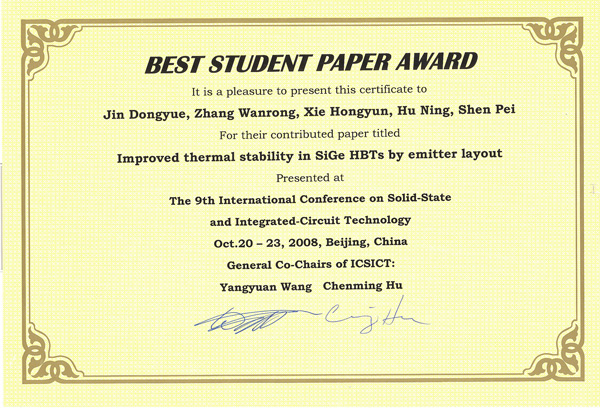 BEST STUDENT PAPER AWARD
It is a pleasure to present this certificate to
Jin Dongyue, Zhang Wanrong, Xie Hongyun, Hu Ning, Shen Pei
For their contributed paper titled
Improved thermal stability in SiGe HBTs by emitter layout
Presented at
The 9th International Conference on Solid-State
and Integrated-Circuit Technology
Oct.20 – 23, 2008, Beijing, China
General Co-Chairs of ICSICT:
Yangyuan Wang Chenming Hu